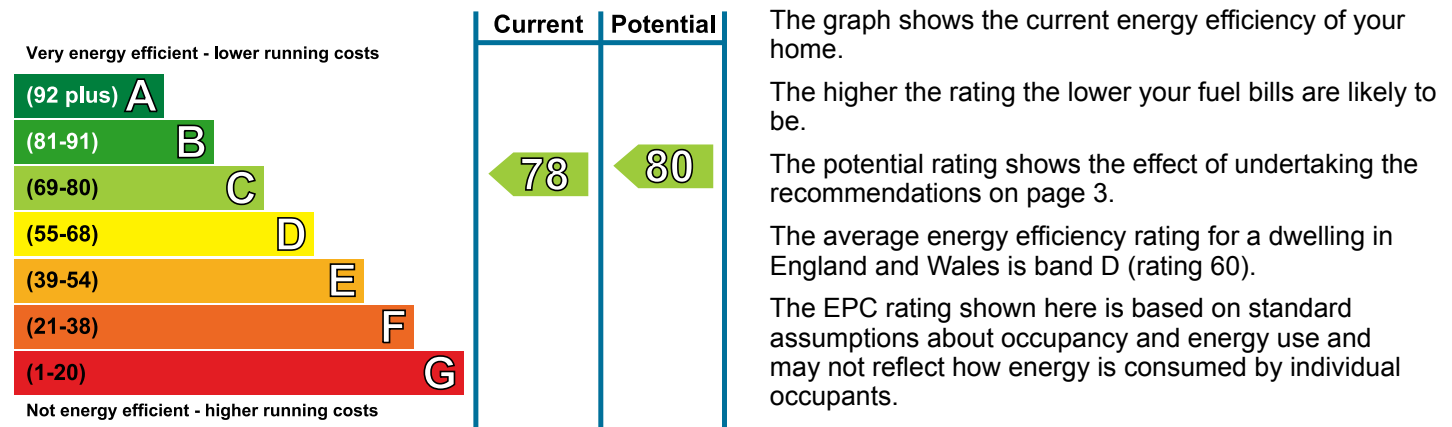 Current Potential
Very energy efficient - lower running costs
(92 plus) A
(81-91) B
(69-80) C
(55-68) D
(39-54) E
(21-38) F
(1-20) G
Not energy efficient - higher running costs
78 80
The graph shows the current energy efficiency of your
home.
The higher the rating the lower your fuel bills are likely to
be.
The potential rating shows the effect of undertaking the
recommendations on page 3.
The average energy efficiency rating for a dwelling in
England and Wales is band D (rating 60).
The EPC rating shown here is based on standard
assumptions about occupancy and energy use and
may not reflect how energy is consumed by individual
occupants.